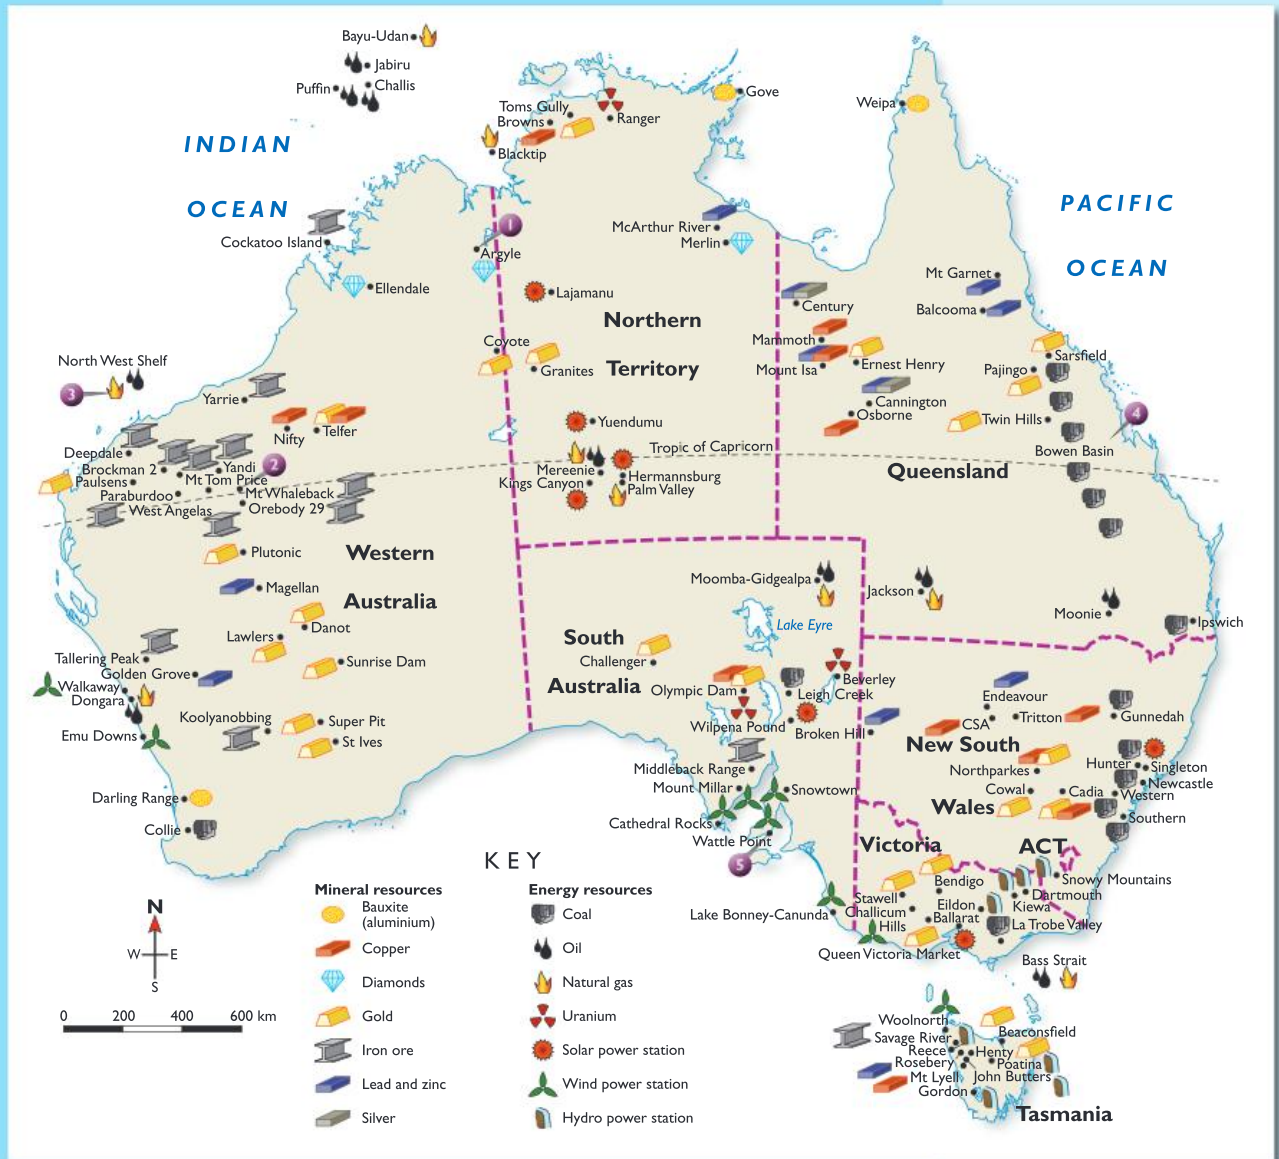 Bayu-Udan
Jabiru
Puffin
Challis
INDIAN
OCEAN
PACIFIC
OCEAN
Toms Gully
Browns
Ranger
Gove
Weipa
Blacktip
Cockatoo Island
1
Argyle
Ellendale
McArthur River
Merlin
Lajamanu
Northern
Territory
Century
Mt Garnet
Balcooma
Mammoth
Mount Isa
Ernest Henry
Sarsfield
Pajingo
Coyote
Granites
North West Shelf
3
Yarrie
Nifty
Telfer
Cannington
Osborne
Twin Hills
4
Bowen Basin
Yuendumu
Tropic of Capricorn
Mereenie
Kings Canyon
Hermannsburg
Palm Valley
Queensland
Deepdale
Brockman 2
Paulsens
Paraburdoo
Yandi
2
Mt Tom Price
Mt Whaleback
Orebody 29
West Angelas
Plutonic
Western
Australia
Magellan
Danot
Lawlers
Sunrise Dam
Tallering Peak
Golden Grove
Walkaway
Dongara
Emu Downs
Koolyanobbing
Super Pit
St Ives
Darling Range
Collie
Moomba-Gidgealpa
Jackson
Moonie
Ipswich
Lake Eyre
South
Australia
Challenger
Olympic Dam
Beverley
Leigh Creek
Wilpena Pound
Broken Hill
Middleback Range
Mount Millar
Snowtown
Cathedral Rocks
Wattle Point
5
Endeavour
CSA
Tritton
Gunnedah
New South
Wales
Northparkes
Hunter
Singleton
Newcastle
Cowal
Cadia
Western
Southern
Victoria
ACT
Bendigo
Snowy Mountains
Dartmouth
Kiewa
Stawell
Eildon
Challicum
Hills
Ballarat
La Trobe Valley
Lake Bonney-Canunda
Queen Victoria Market
Bass Strait
Woolnorth
Savage River
Reece
Rosebery
Henty
Beaconsfield
Poatina
Mt Lyell
John Butters
Gordon
Tasmania
KEY
Mineral resources
Bauxite
(aluminium)
Copper
Diamonds
Gold
Iron ore
Lead and zinc
Silver
Energy resources
Coal
Oil
Natural gas
Uranium
Solar power station
Wind power station
Hydro power station
N
W
E
S
0 200 400 600 km